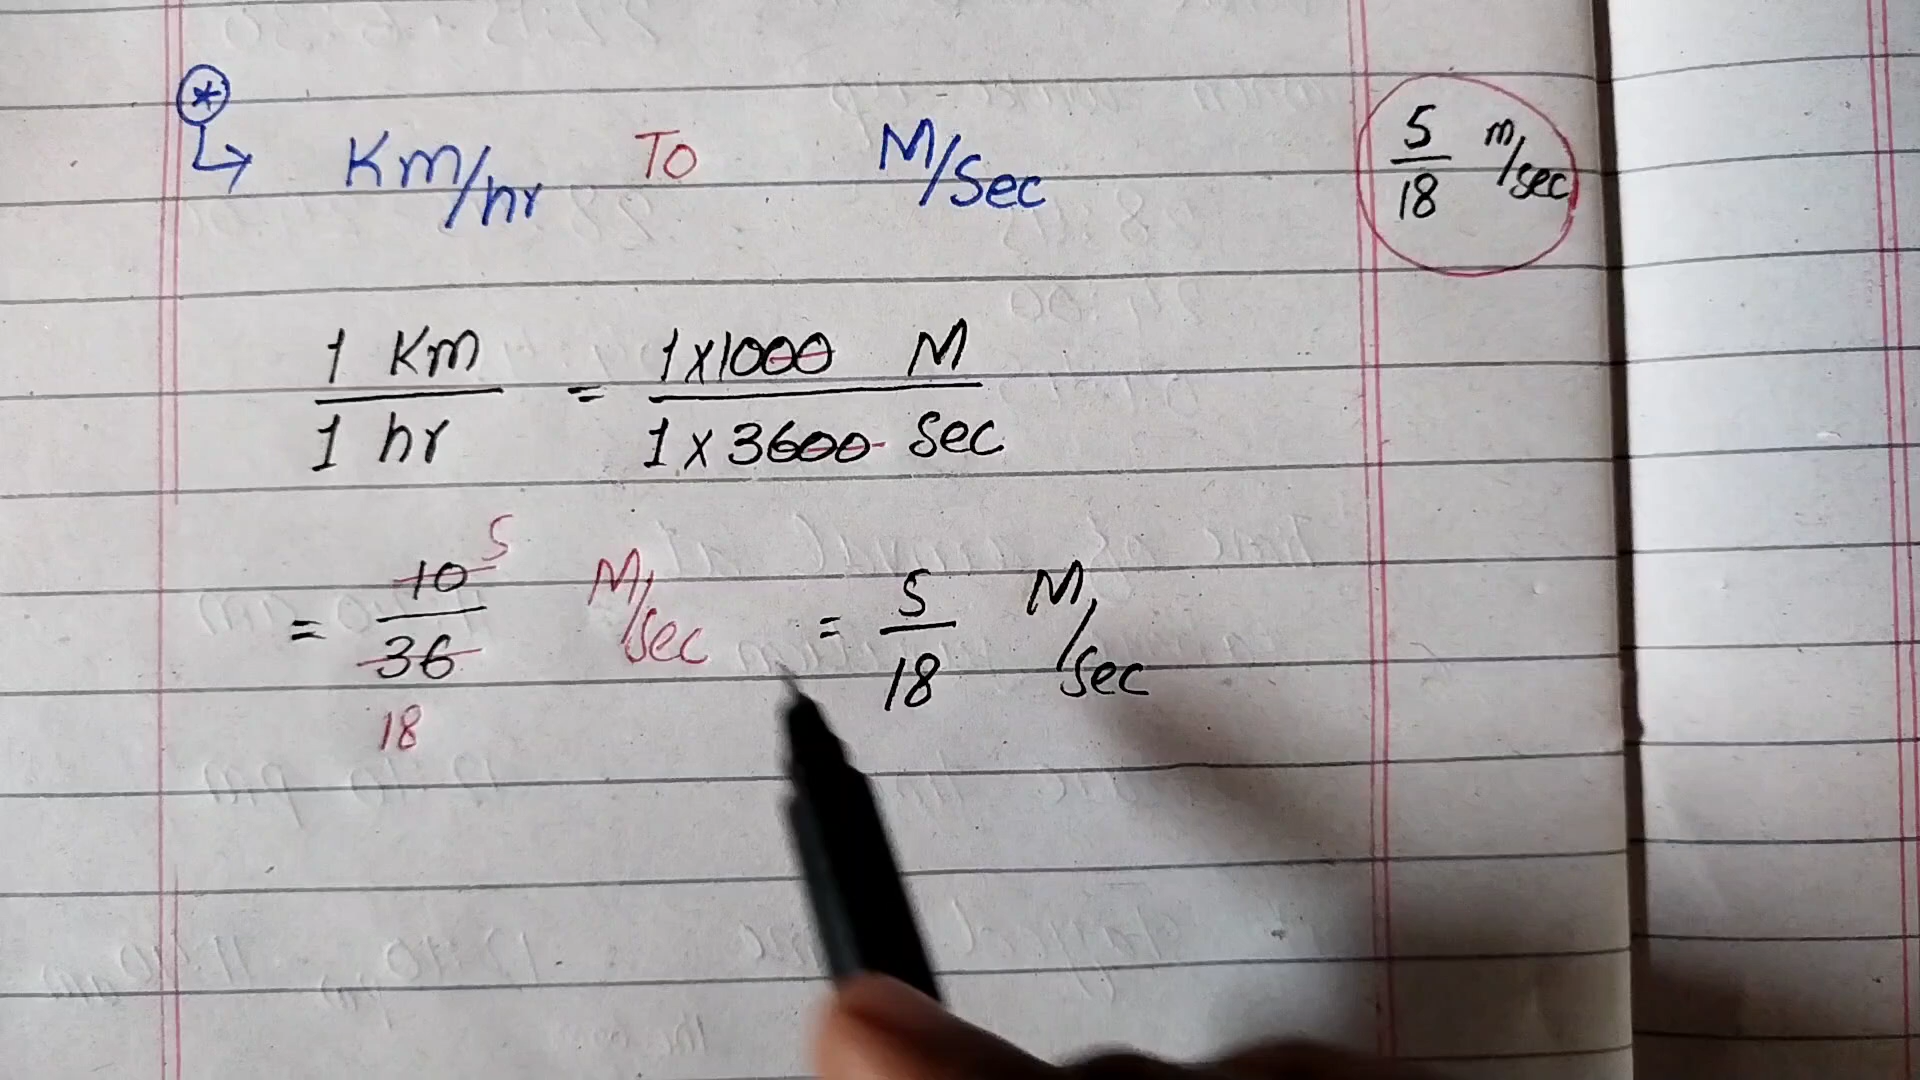 * Km/hr TO M/Sec
5/18 m/sec
1 Km / 1 hr = 1x1000 M / 1x3600 Sec
= 10/36 5/18 M/sec = 5/18 M/sec